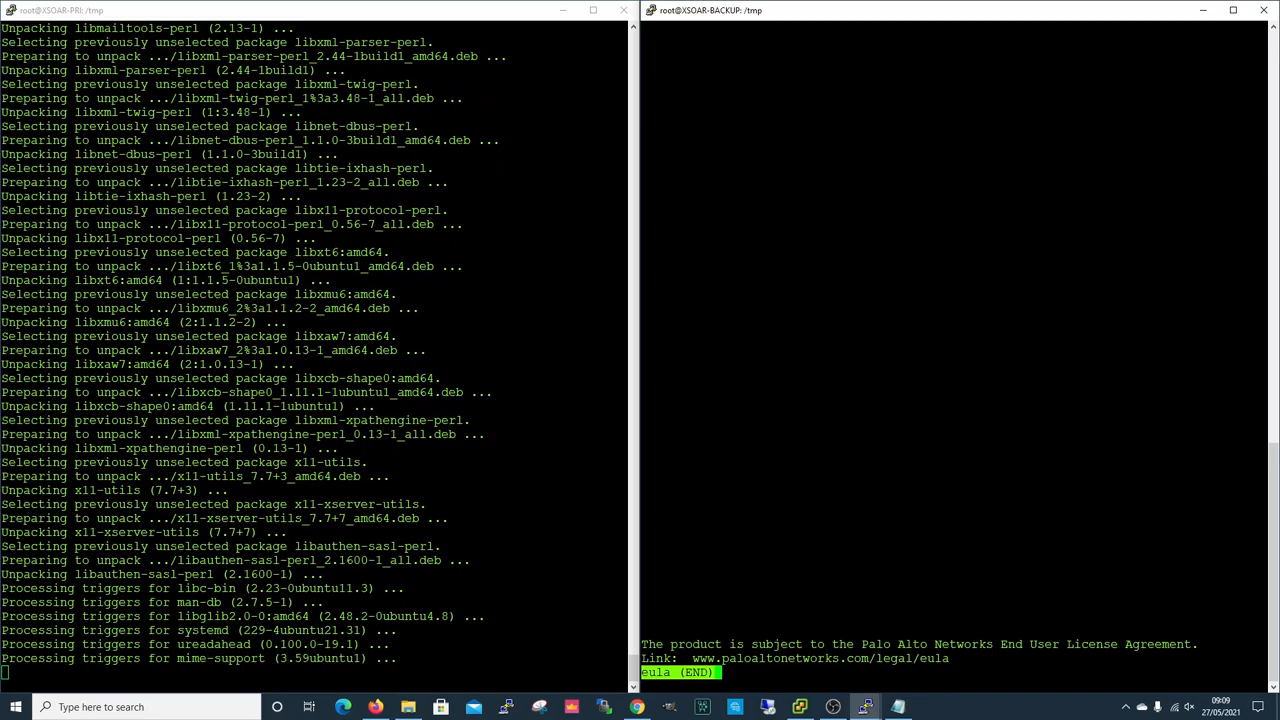 root@XSOAR-PRI: /tmp
Unpacking libmailtools-perl (2.13-1) ...
Selecting previously unselected package libxml-parser-perl.
Preparing to unpack .../libxml-parser-perl_2.44-1build1_amd64.deb ...
Unpacking libxml-parser-perl (2.44-1build1) ...
Selecting previously unselected package libxml-twig-perl.
Preparing to unpack .../libxml-twig-perl_1%3a3.48-1_all.deb ...
Unpacking libxml-twig-perl (1:3.48-1) ...
Selecting previously unselected package libnet-dbus-perl.
Preparing to unpack .../libnet-dbus-perl_1.1.0-3build1_amd64.deb ...
Unpacking libnet-dbus-perl (1.1.0-3build1) ...
Selecting previously unselected package libtie-ixhash-perl.
Preparing to unpack .../libtie-ixhash-perl_1.23-2_all.deb ...
Unpacking libtie-ixhash-perl (1.23-2) ...
Selecting previously unselected package libx11-protocol-perl.
Preparing to unpack .../libx11-protocol-perl_0.56-7_all.deb ...
Unpacking libx11-protocol-perl (0.56-7) ...
Selecting previously unselected package libxt6:amd64.
Preparing to unpack .../libxt6_1%3a1.1.5-0ubuntu1_amd64.deb ...
Unpacking libxt6:amd64 (1:1.1.5-0ubuntu1) ...
Selecting previously unselected package libxmu6:amd64.
Preparing to unpack .../libxmu6_2%3a1.1.2-2_amd64.deb ...
Unpacking libxmu6:amd64 (2:1.1.2-2) ...
Selecting previously unselected package libxaw7:amd64.
Preparing to unpack .../libxaw7_2%3a1.0.13-1_amd64.deb ...
Unpacking libxaw7:amd64 (2:1.0.13-1) ...
Selecting previously unselected package libxcb-shape0:amd64.
Preparing to unpack .../libxcb-shape0_1.11.1-1ubuntu1_amd64.deb ...
Unpacking libxcb-shape0:amd64 (1.11.1-1ubuntu1) ...
Selecting previously unselected package libxml-xpathengine-perl.
Preparing to unpack .../libxml-xpathengine-perl_0.13-1_all.deb ...
Unpacking libxml-xpathengine-perl (0.13-1) ...
Selecting previously unselected package x11-utils.
Preparing to unpack .../x11-utils_7.7+3_amd64.deb ...
Unpacking x11-utils (7.7+3) ...
Selecting previously unselected package x11-xserver-utils.
Preparing to unpack .../x11-xserver-utils_7.7+7_amd64.deb ...
Unpacking x11-xserver-utils (7.7+7) ...
Selecting previously unselected package libauthen-sasl-perl.
Preparing to unpack .../libauthen-sasl-perl_2.1600-1_all.deb ...
Unpacking libauthen-sasl-perl (2.1600-1) ...
Processing triggers for libc-bin (2.23-0ubuntu11.3) ...
Processing triggers for man-db (2.7.5-1) ...
Processing triggers for libglib2.0-0:amd64 (2.48.2-0ubuntu4.8) ...
Processing triggers for systemd (229-4ubuntu21.31) ...
Processing triggers for ureadahead (0.100.0-19.1) ...
Processing triggers for mime-support (3.59ubuntu1) ...
root@XSOAR-BACKUP: /tmp
The product is subject to the Palo Alto Networks End User License Agreement.
Link:  www.paloaltonetworks.com/legal/eula
eula (END)
Type here to search
09:09
27/05/2021